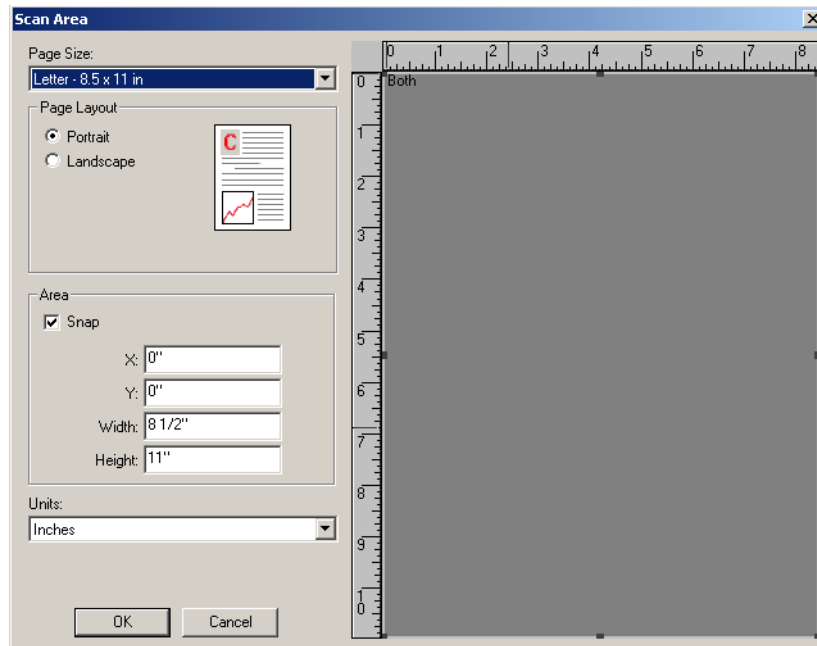 Scan Area
Page Size:
Letter - 8.5 x 11 in
Page Layout
Portrait
Landscape
C
Area
Snap
X: 0"
Y: 0"
Width: 8 1/2"
Height: 11"
Units:
Inches
OK Cancel
0 1 2 3 4 5 6 7 8
Both
0
1
2
3
4
5
6
7
8
9
10